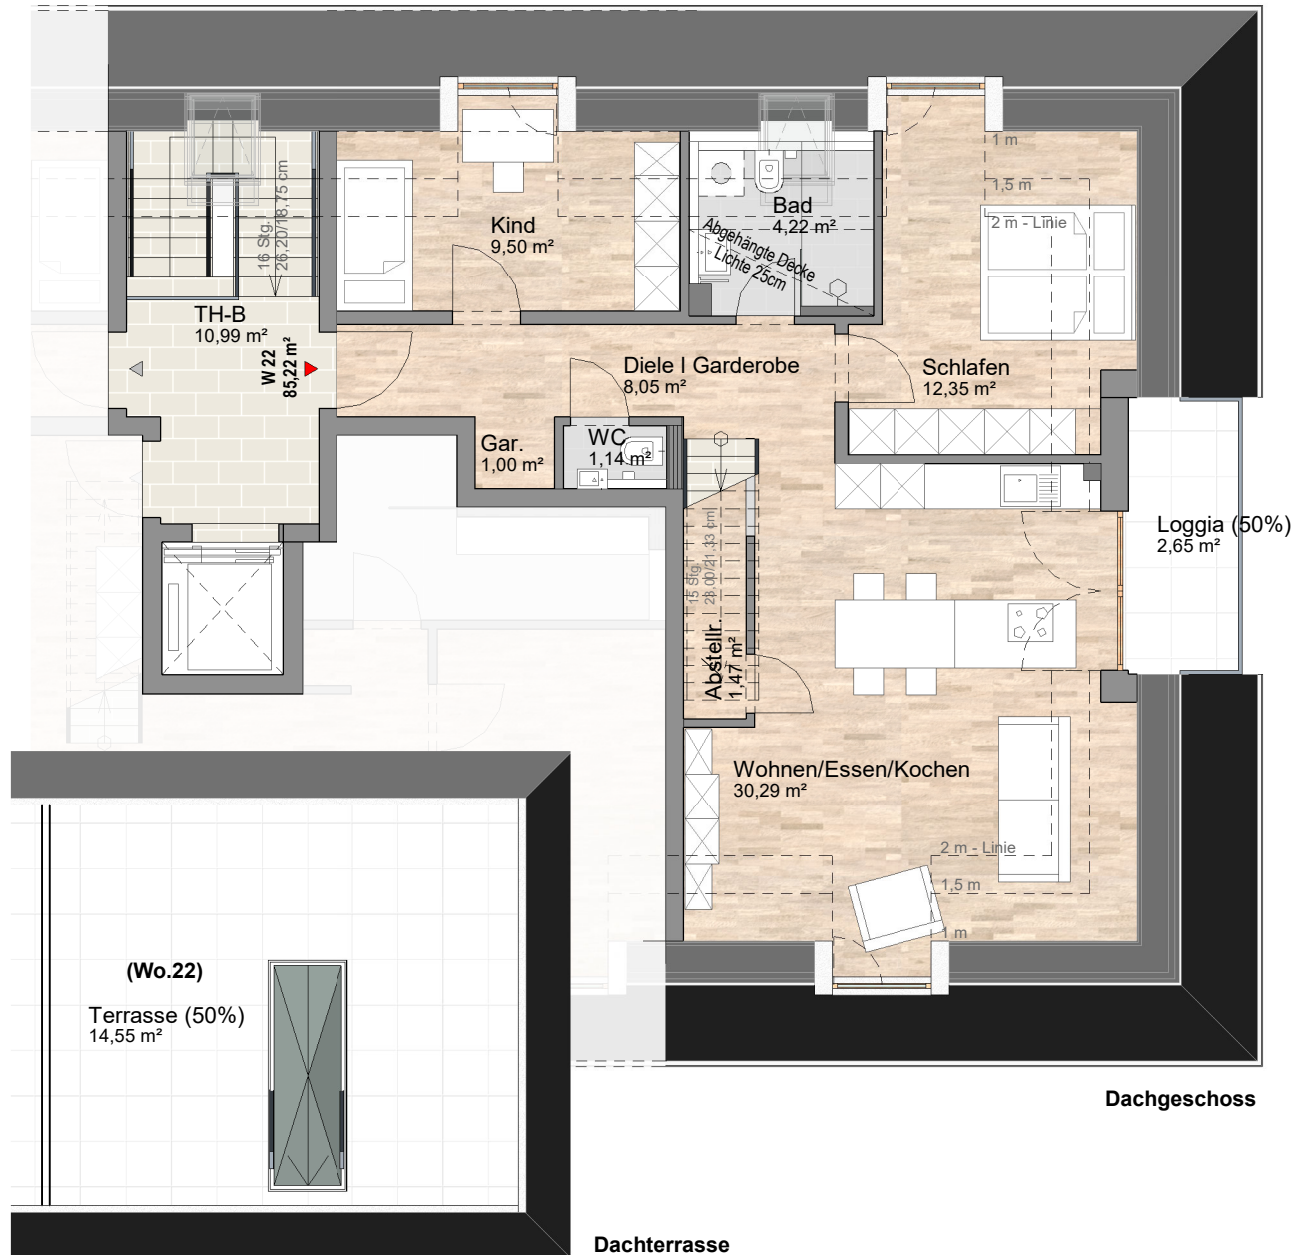 1 m
1,5 m
2 m - Linie
Kind
9,50 m²
Bad
4,22 m²
Abgehängte Decke
Lichte 25cm
16 Stg.
26,20/18,75 cm
TH-B
10,99 m²
W 22
85,22 m²
Diele I Garderobe
8,05 m²
Schlafen
12,35 m²
Gar.
1,00 m²
WC
1,14 m²
15 Stg.
23,00/21,33 cm
Loggia (50%)
2,65 m²
Abstellr.
1,47 m²
Wohnen/Essen/Kochen
30,29 m²
2 m - Linie
1,5 m
1 m
(Wo.22)
Terrasse (50%)
14,55 m²
Dachgeschoss
Dachterrasse